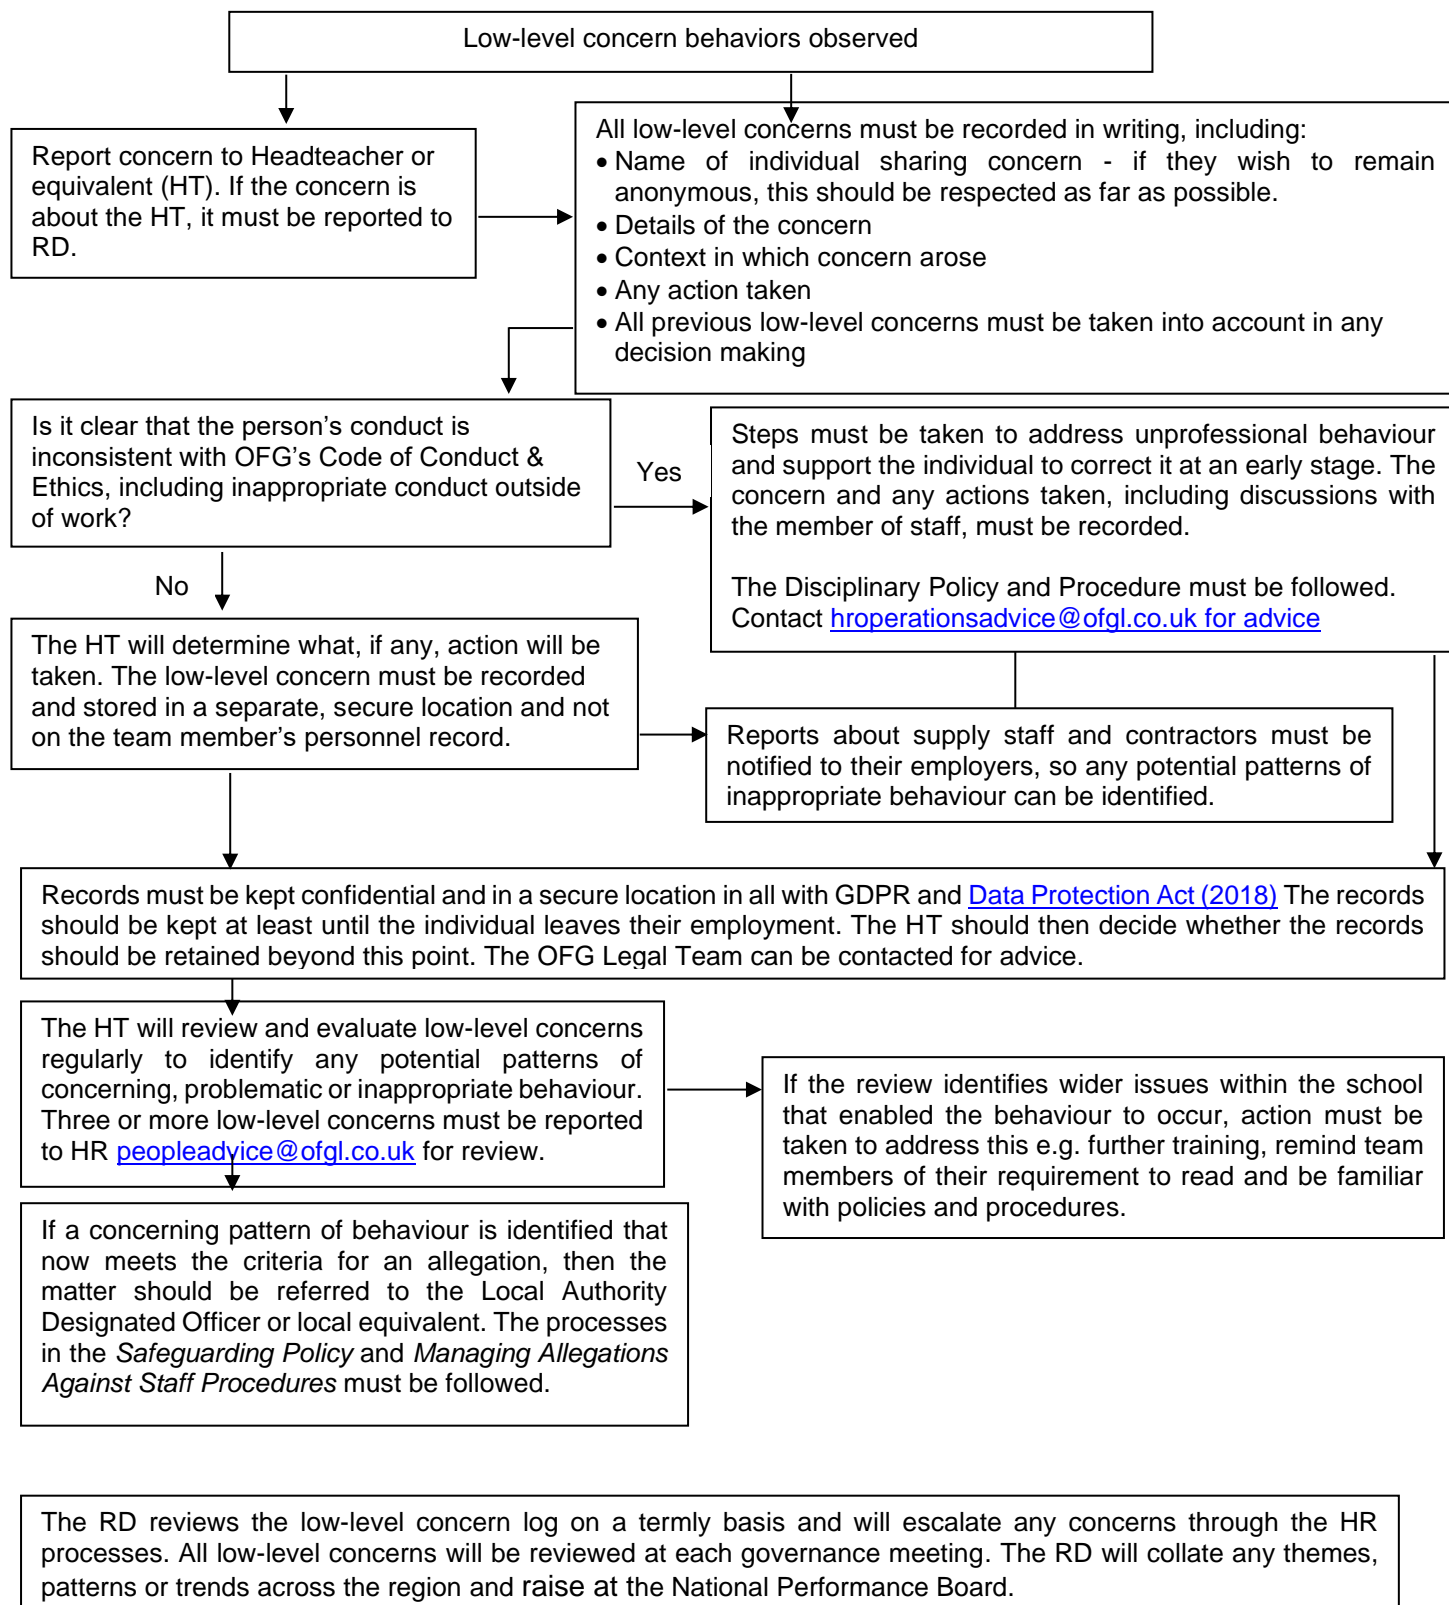 Low-level concern behaviors observed
Report concern to Headteacher or
equivalent (HT). If the concern is
about the HT, it must be reported to
RD.
All low-level concerns must be recorded in writing, including:
• Name of individual sharing concern - if they wish to remain
anonymous, this should be respected as far as possible.
• Details of the concern
• Context in which concern arose
• Any action taken
• All previous low-level concerns must be taken into account in any
decision making
Is it clear that the person’s conduct is
inconsistent with OFG’s Code of Conduct &
Ethics, including inappropriate conduct outside
of work?
Yes
Steps must be taken to address unprofessional behaviour
and support the individual to correct it at an early stage. The
concern and any actions taken, including discussions with
the member of staff, must be recorded.
The Disciplinary Policy and Procedure must be followed.
Contact hroperationsadvice@ofgl.co.uk for advice
No
The HT will determine what, if any, action will be
taken. The low-level concern must be recorded
and stored in a separate, secure location and not
on the team member’s personnel record.
Reports about supply staff and contractors must be
notified to their employers, so any potential patterns of
inappropriate behaviour can be identified.
Records must be kept confidential and in a secure location in all with GDPR and Data Protection Act (2018) The records
should be kept at least until the individual leaves their employment. The HT should then decide whether the records
should be retained beyond this point. The OFG Legal Team can be contacted for advice.
The HT will review and evaluate low-level concerns
regularly to identify any potential patterns of
concerning, problematic or inappropriate behaviour.
Three or more low-level concerns must be reported
to HR peopleadvice@ofgl.co.uk for review.
If the review identifies wider issues within the school
that enabled the behaviour to occur, action must be
taken to address this e.g. further training, remind team
members of their requirement to read and be familiar
with policies and procedures.
If a concerning pattern of behaviour is identified that
now meets the criteria for an allegation, then the
matter should be referred to the Local Authority
Designated Officer or local equivalent. The processes
in the Safeguarding Policy and Managing Allegations
Against Staff Procedures must be followed.
The RD reviews the low-level concern log on a termly basis and will escalate any concerns through the HR
processes. All low-level concerns will be reviewed at each governance meeting. The RD will collate any themes,
patterns or trends across the region and raise at the National Performance Board.